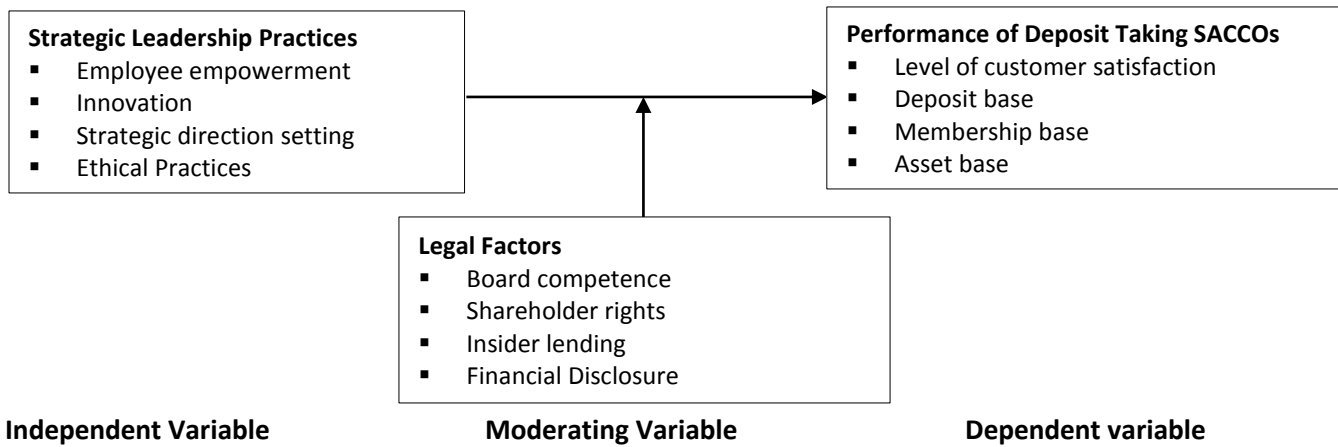 Strategic Leadership Practices
▪ Employee empowerment
▪ Innovation
▪ Strategic direction setting
▪ Ethical Practices
Performance of Deposit Taking SACCOs
▪ Level of customer satisfaction
▪ Deposit base
▪ Membership base
▪ Asset base
Legal Factors
▪ Board competence
▪ Shareholder rights
▪ Insider lending
▪ Financial Disclosure
Independent Variable
Moderating Variable
Dependent variable